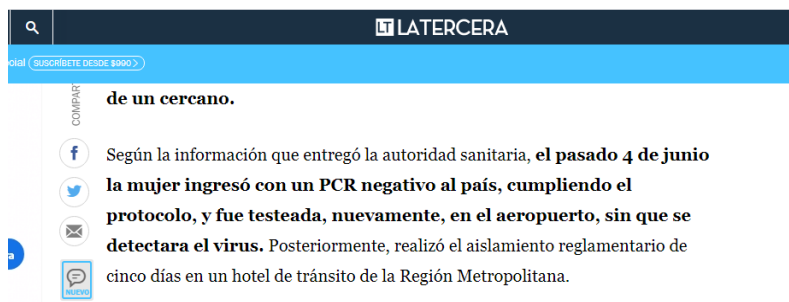 LT LATERCERA
cial SUSCRÍBETE DESDE $990 >
COMPART
de un cercano.
Según la información que entregó la autoridad sanitaria, el pasado 4 de junio
la mujer ingresó con un PCR negativo al país, cumpliendo el
protocolo, y fue testeada, nuevamente, en el aeropuerto, sin que se
detectara el virus. Posteriormente, realizó el aislamiento reglamentario de
cinco días en un hotel de tránsito de la Región Metropolitana.
a
NUEVO